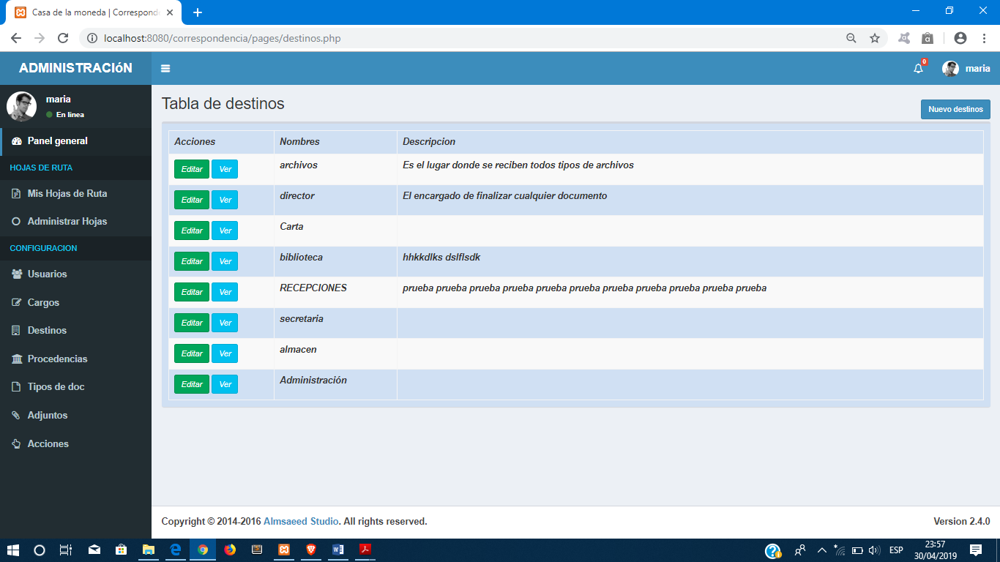 Casa de la moneda | Correspond
localhost:8080/correspondencia/pages/destinos.php
ADMINISTRACIóN
0
maria
maria
En linea
Panel general
HOJAS DE RUTA
Mis Hojas de Ruta
Administrar Hojas
CONFIGURACION
Usuarios
Cargos
Destinos
Procedencias
Tipos de doc
Adjuntos
Acciones
Tabla de destinos
Nuevo destinos
Acciones Nombres Descripcion
Editar Ver archivos Es el lugar donde se reciben todos tipos de archivos
Editar Ver director El encargado de finalizar cualquier documento
Editar Ver Carta
Editar Ver biblioteca hhkkdlks dslflsdk
Editar Ver RECEPCIONES prueba prueba prueba prueba prueba prueba prueba prueba prueba prueba prueba
Editar Ver secretaria
Editar Ver almacen
Editar Ver Administración
Copyright © 2014-2016 Almsaeed Studio. All rights reserved.
Version 2.4.0
ESP
23:57
30/04/2019